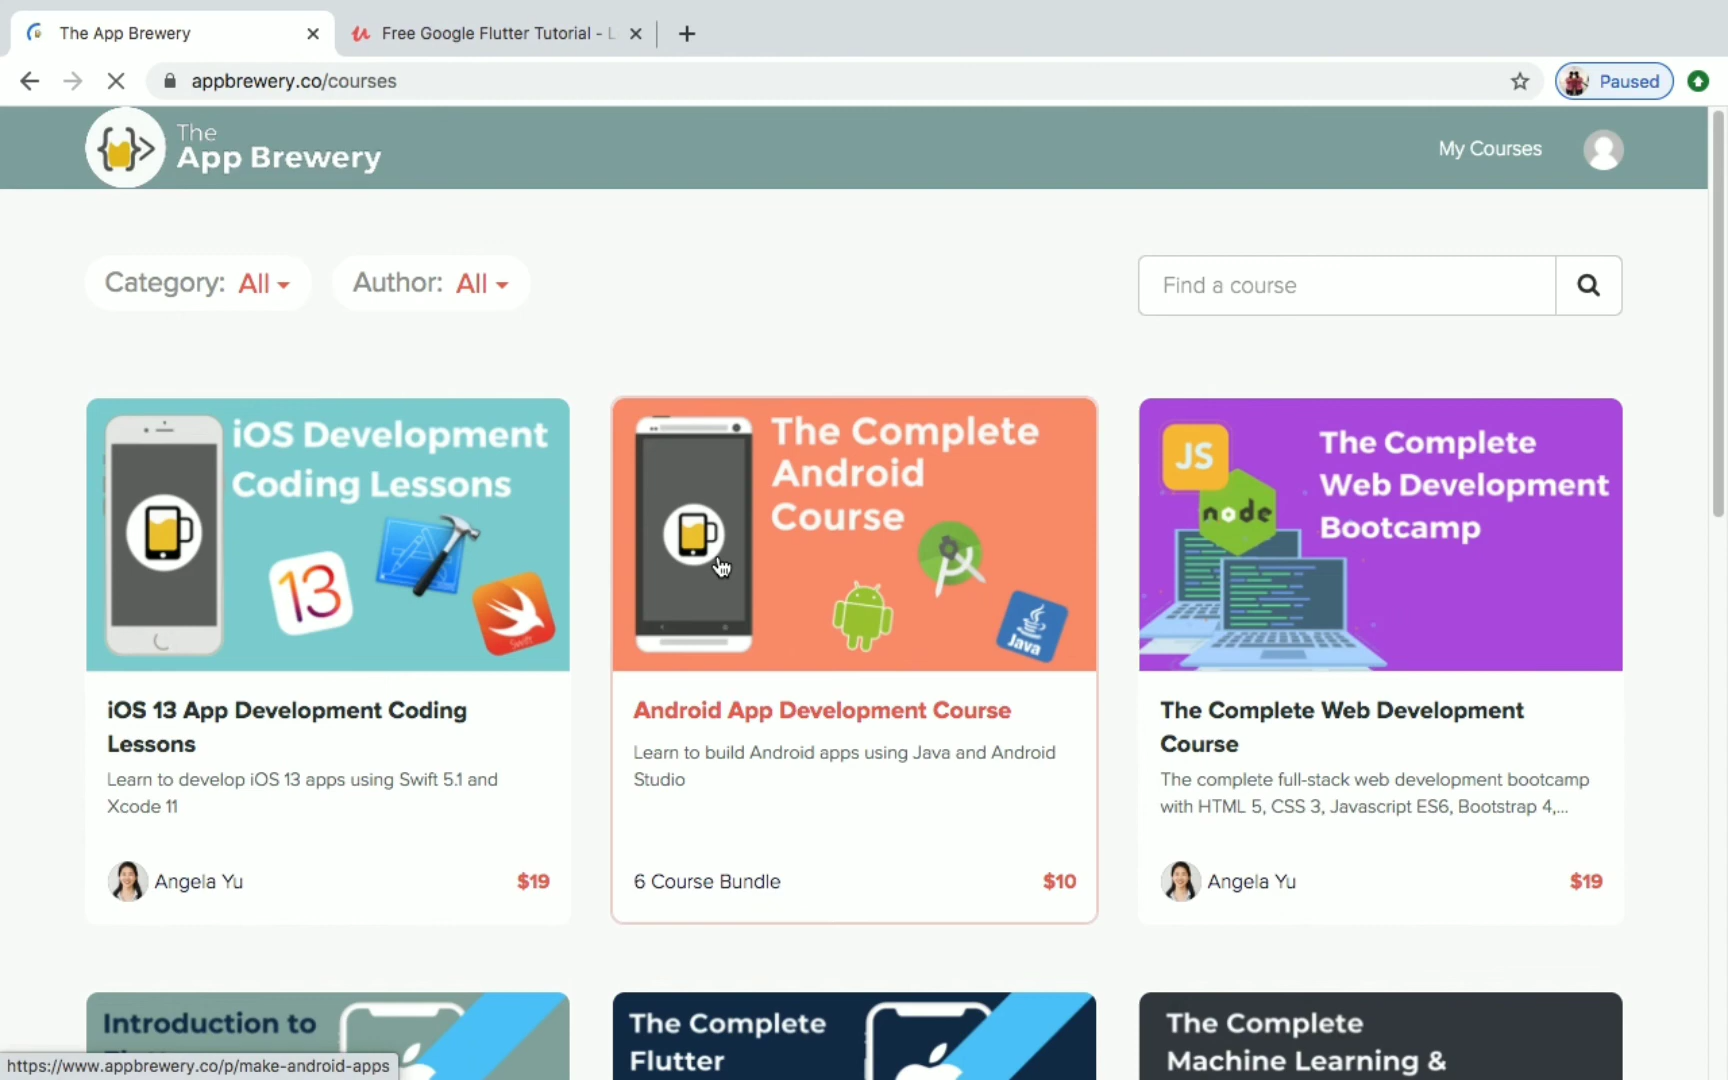 The App Brewery
Free Google Flutter Tutorial - L
appbrewery.co/courses
Paused
The
App Brewery
My Courses
Category: All
Author: All
Find a course
iOS Development
Coding Lessons
13
Swift
The Complete
Android
Course
Java
JS
node
The Complete
Web Development
Bootcamp
iOS 13 App Development Coding
Lessons
Learn to develop iOS 13 apps using Swift 5.1 and
Xcode 11
Angela Yu
$19
Android App Development Course
Learn to build Android apps using Java and Android
Studio
6 Course Bundle
$10
The Complete Web Development
Course
The complete full-stack web development bootcamp
with HTML 5, CSS 3, Javascript ES6, Bootstrap 4,...
Angela Yu
$19
Introduction to
The Complete
Flutter
The Complete
Machine Learning &
https://www.appbrewery.co/p/make-android-apps